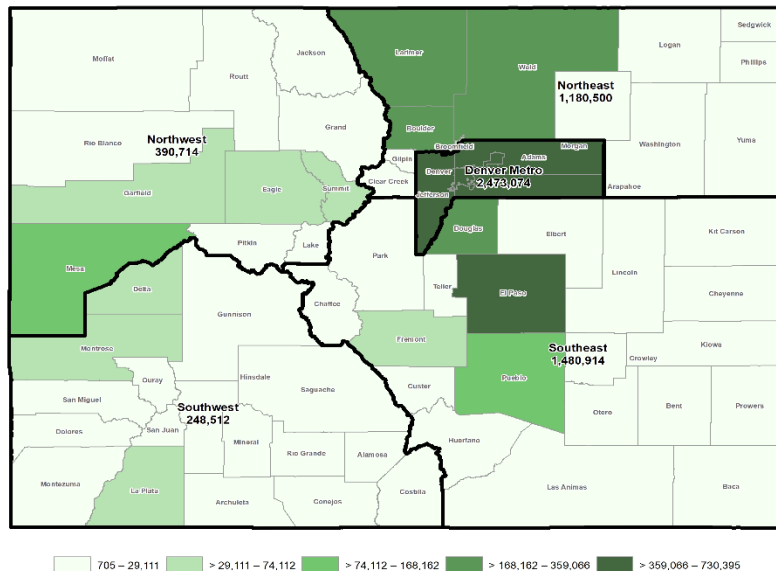 Sedgwick
Logan
Jackson
Larimer
Moffat
Phillips
Weld
Routt
Northeast
1,180,500
Grand
Rio Blanco
Northwest
390,714
Boulder
Washington
Yuma
Broomfield
Morgan
Gilpin
Adams
Denver
Denver Metro
2,473,074
Clear Creek
Eagle
Summit
Garfield
Arapahoe
Jefferson
Douglas
Elbert
Kit Carson
Pitkin
Lake
Park
Mesa
Lincoln
Teller
Delta
El Paso
Cheyenne
Chaffee
Gunnison
Fremont
Montrose
Southeast
1,480,914
Kiowa
Crowley
Ouray
Hinsdale
Pueblo
Custer
Saguache
San Miguel
Southwest
248,512
Otero
Bent
Prowers
Dolores
San Juan
Mineral
Huerfano
Rio Grande
Alamosa
Montezuma
La Plata
Las Animas
Baca
Archuleta
Conejos
Costilla
705 – 29,111
> 29,111 – 74,112
> 74,112 – 168,162
> 168,162 – 359,066
> 359,066 – 730,395